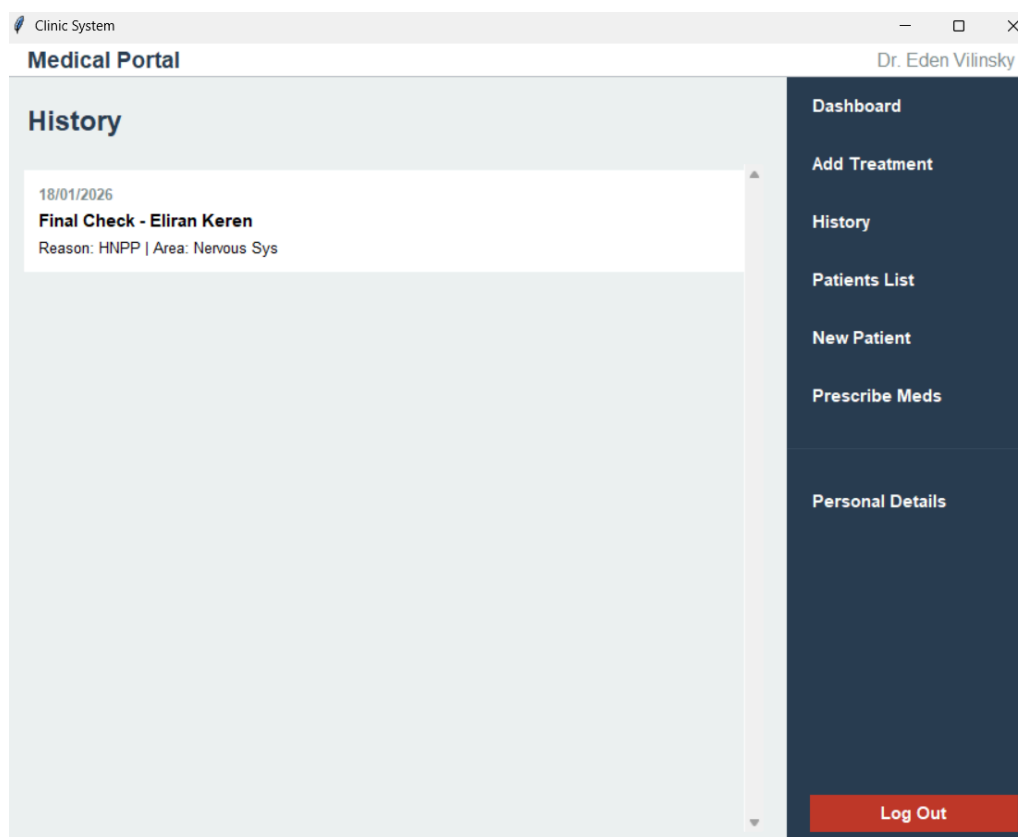 Clinic System
Medical Portal
Dr. Eden Vilinsky
History
18/01/2026
Final Check - Eliran Keren
Reason: HNPP | Area: Nervous Sys
Dashboard
Add Treatment
History
Patients List
New Patient
Prescribe Meds
Personal Details
Log Out